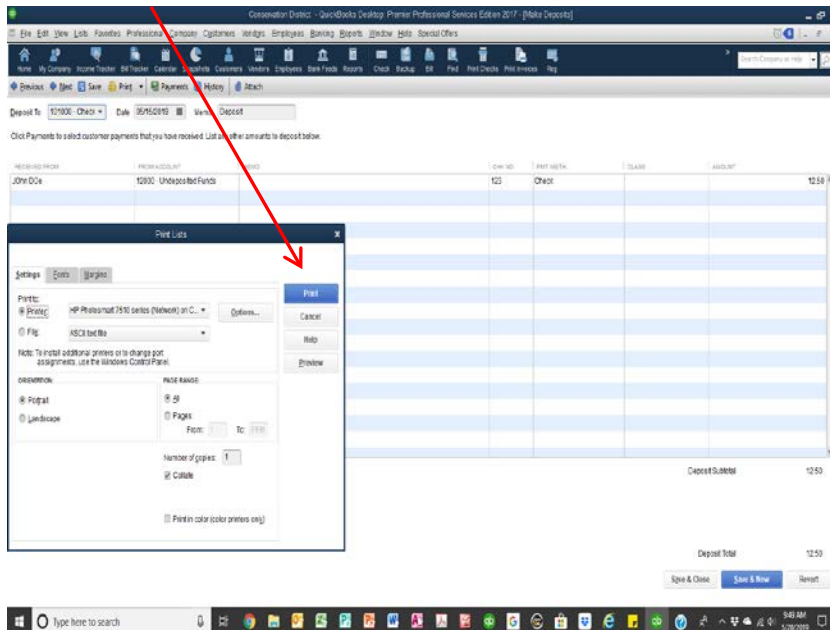 Conservation District - QuickBooks Desktop Premier Professional Services Edition 2017 - [Make Deposits]
File Edit View Lists Favorites Professional Company Customers Vendors Employees Banking Reports Window Help Special Offers
Home My Company Income Tracker Bill Tracker Calendar Snapshots Customers Vendors Employees Bank Feeds Reports Check Backup Bill Find Print Checks Print Invoices Reg
Search Company or Help
Previous Next Save Print Payments History Attach
Deposit To 101000 · Check Date 05/15/2019 Memo Deposit
Click Payments to select customer payments that you have received. List any other amounts to deposit below.
RECEIVED FROM FROM ACCOUNT MEMO CHK NO. PMT METH. CLASS AMOUNT
JOhn DOe 12000 · Undeposited Funds 123 Check 12.50
Print Lists x
Settings Fonts Margins
Print to:
Print
Printer: HP Photosmart 7510 series (Network) on C... Options...
Cancel
File: ASCII text file
Help
Note: To install additional printers or to change port
assignments, use the Windows Control Panel.
Preview
ORIENTATION: PAGE RANGE:
Portrait All
Landscape Pages:
From: 1 To:
Number of copies: 1
Collate
Print in color (color printers only)
Deposit Subtotal 12.50
Deposit Total 12.50
Save & Close Save & New Revert
Type here to search
9:49 AM
5/28/2019